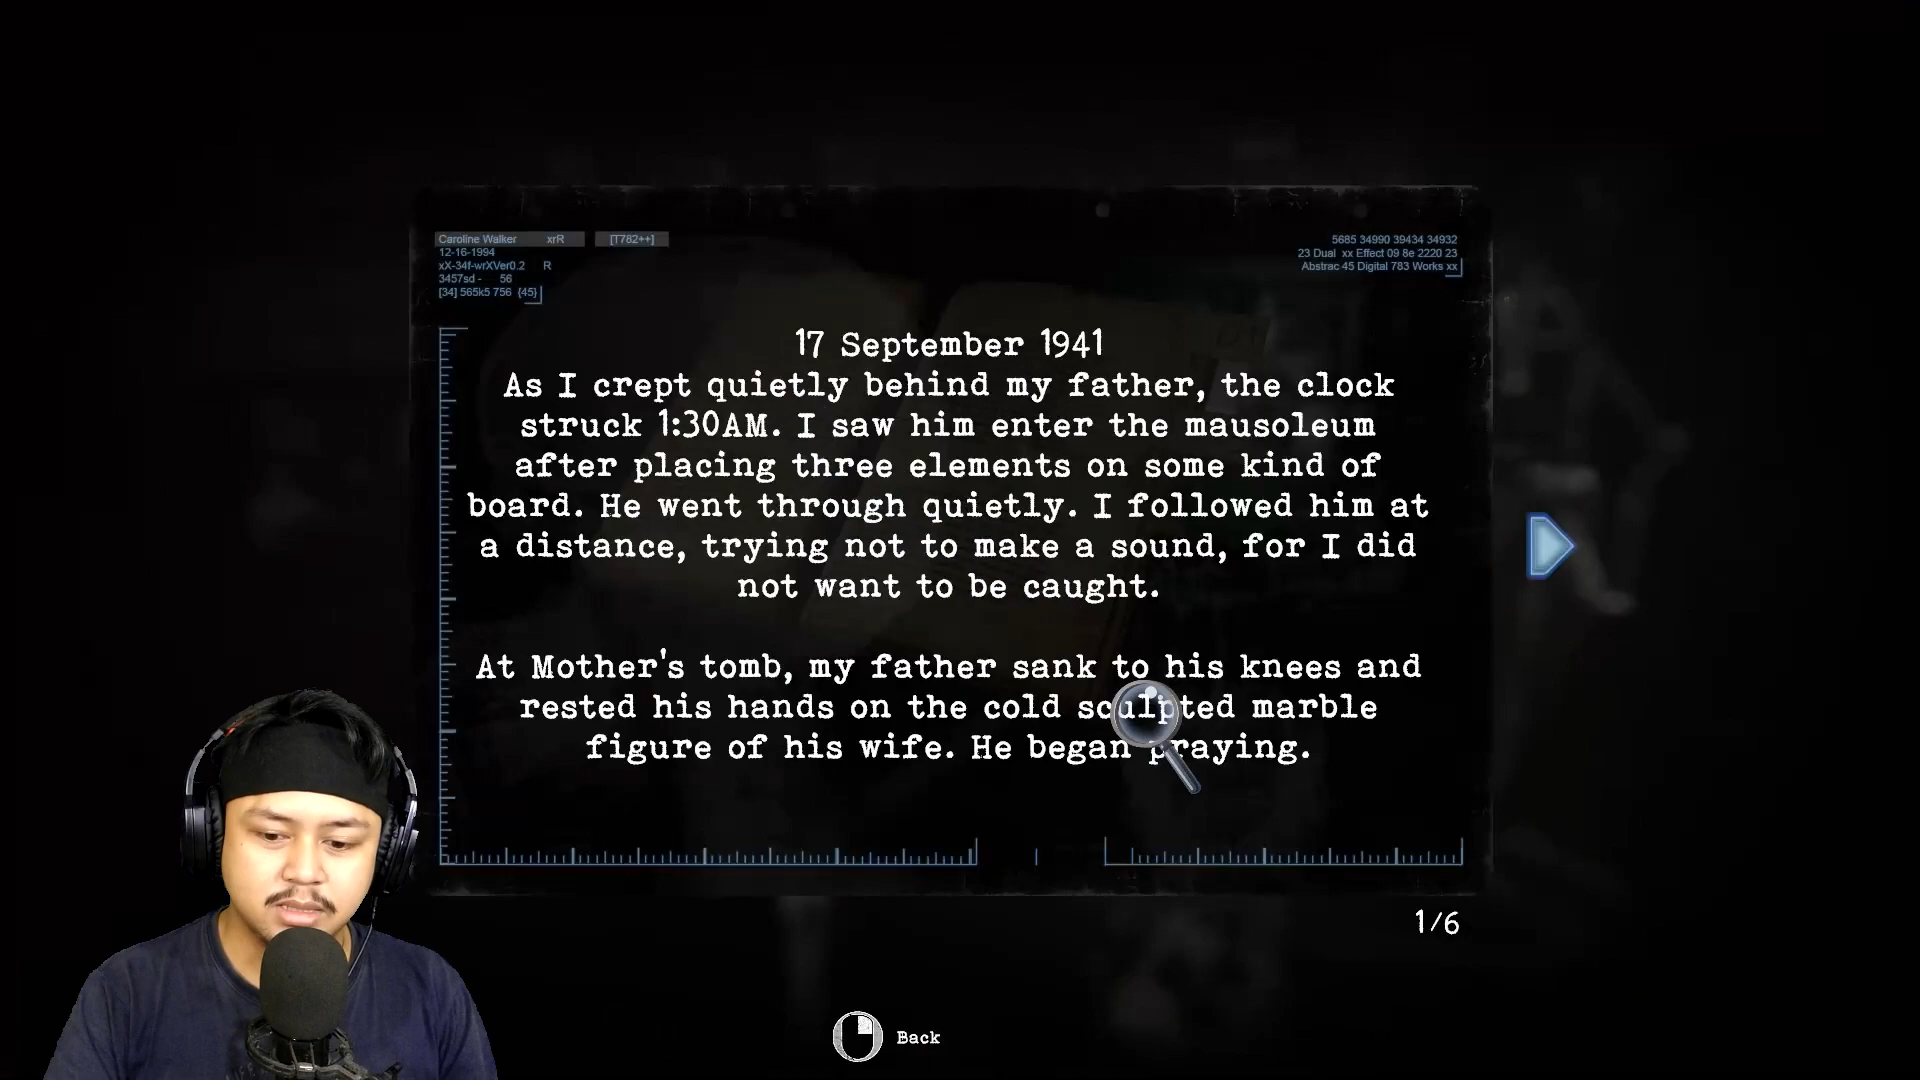 Caroline Walker xrR [T782++]
12-16-1994
xX-34f-wrXVer0.2 R
3457sd - 56
[34] 565k5 756 {45}
5685 34990 39434 34932
23 Dual xx Effect 09 8e 2220 23
Abstrac 45 Digital 783 Works xx
17 September 1941
As I crept quietly behind my father, the clock
struck 1:30AM. I saw him enter the mausoleum
after placing three elements on some kind of
board. He went through quietly. I followed him at
a distance, trying not to make a sound, for I did
not want to be caught.
At Mother's tomb, my father sank to his knees and
rested his hands on the cold sculpted marble
figure of his wife. He began praying.
1/6
Back